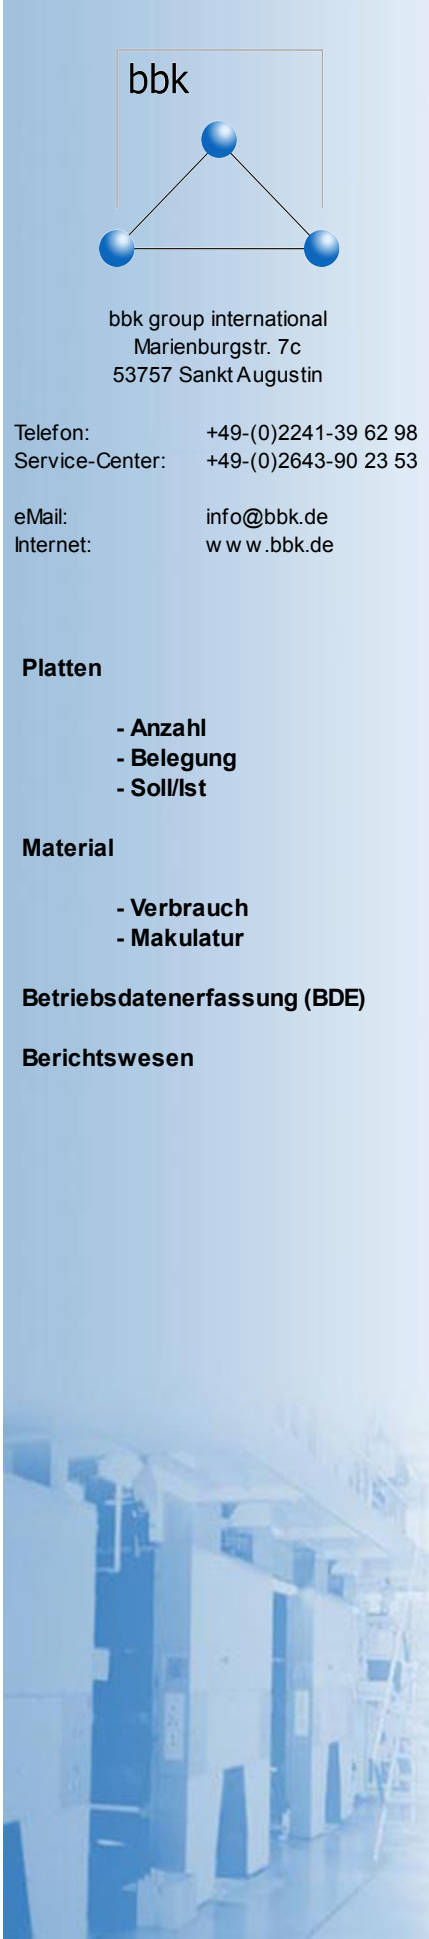 bbk
bbk group international
Marienburgstr. 7c
53757 Sankt Augustin
Telefon: +49-(0)2241-39 62 98
Service-Center: +49-(0)2643-90 23 53
eMail: info@bbk.de
Internet: www.bbk.de
Platten
- Anzahl
- Belegung
- Soll/Ist
Material
- Verbrauch
- Makulatur
Betriebsdatenerfassung (BDE)
Berichtswesen